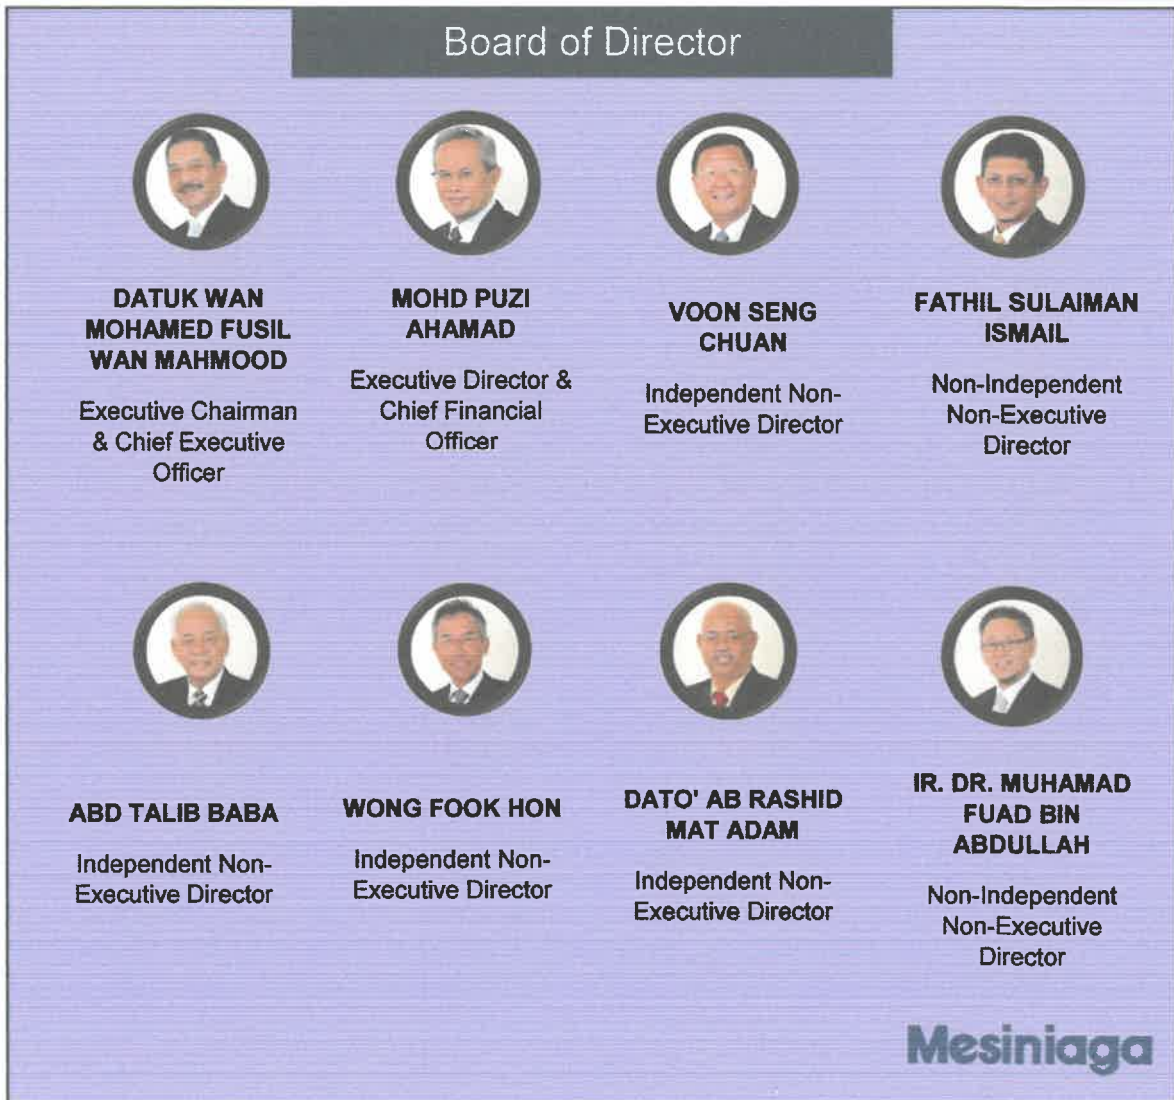 Board of Director
DATUK WAN
MOHAMED FUSIL
WAN MAHMOOD
Executive Chairman
& Chief Executive
Officer
MOHD PUZI
AHAMAD
Executive Director &
Chief Financial
Officer
VOON SENG
CHUAN
Independent Non-
Executive Director
FATHIL SULAIMAN
ISMAIL
Non-Independent
Non-Executive
Director
ABD TALIB BABA
Independent Non-
Executive Director
WONG FOOK HON
Independent Non-
Executive Director
DATO' AB RASHID
MAT ADAM
Independent Non-
Executive Director
IR. DR. MUHAMAD
FUAD BIN
ABDULLAH
Non-Independent
Non-Executive
Director
Mesiniaga